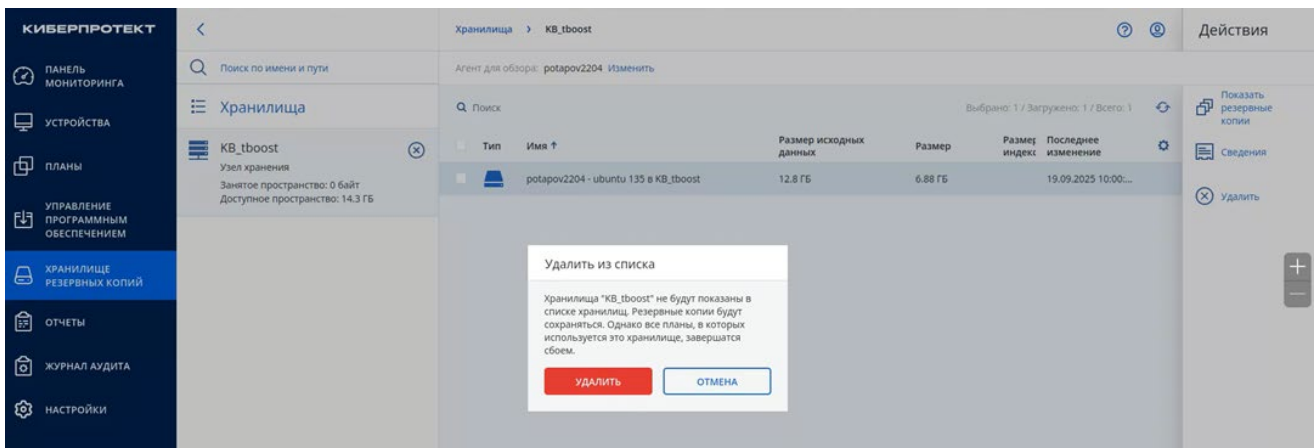 КИБЕРПРОТЕКТ
ПАНЕЛЬ
МОНИТОРИНГА
УСТРОЙСТВА
ПЛАНЫ
УПРАВЛЕНИЕ
ПРОГРАММНЫМ
ОБЕСПЕЧЕНИЕМ
ХРАНИЛИЩЕ
РЕЗЕРВНЫХ КОПИЙ
ОТЧЕТЫ
ЖУРНАЛ АУДИТА
НАСТРОЙКИ
Поиск по имени и пути
Хранилища
KB_tboost
Узел хранения
Занятое пространство: 0 байт
Доступное пространство: 14.3 ГБ
Хранилища > KB_tboost
Агент для обзора: potapov2204 Изменить
Поиск
Выбрано: 1 / Загружено: 1 / Всего: 1
Тип Имя ↑ Размер исходных данных Размер Размер индекс Последнее изменение
potapov2204 - ubuntu 135 в KB_tboost 12.8 ГБ 6.88 ГБ 19.09.2025 10:00:...
Удалить из списка
Хранилища "KB_tboost" не будут показаны в
списке хранилищ. Резервные копии будут
сохраняться. Однако все планы, в которых
используется это хранилище, завершатся
сбоем.
УДАЛИТЬ ОТМЕНА
Действия
Показать
резервные
копии
Сведения
Удалить